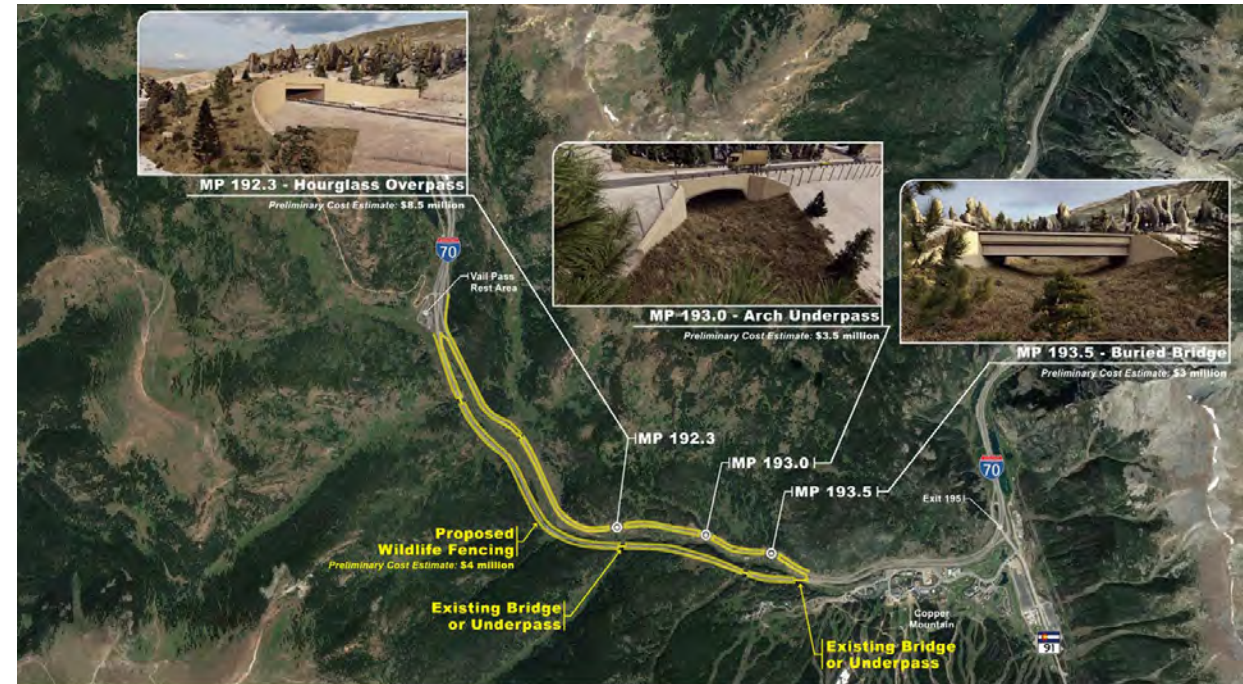 MP 192.3 - Hourglass Overpass
Preliminary Cost Estimate: $8.5 million
MP 193.0 - Arch Underpass
Preliminary Cost Estimate: $3.5 million
MP 193.5 - Buried Bridge
Preliminary Cost Estimate: $3 million
70
Vail Pass
Rest Area
MP 192.3
MP 193.0
MP 193.5
70
Exit 195
Proposed
Wildlife Fencing
Preliminary Cost Estimate: $4 million
Existing Bridge
or Underpass
Copper
Mountain
Existing Bridge
or Underpass
91